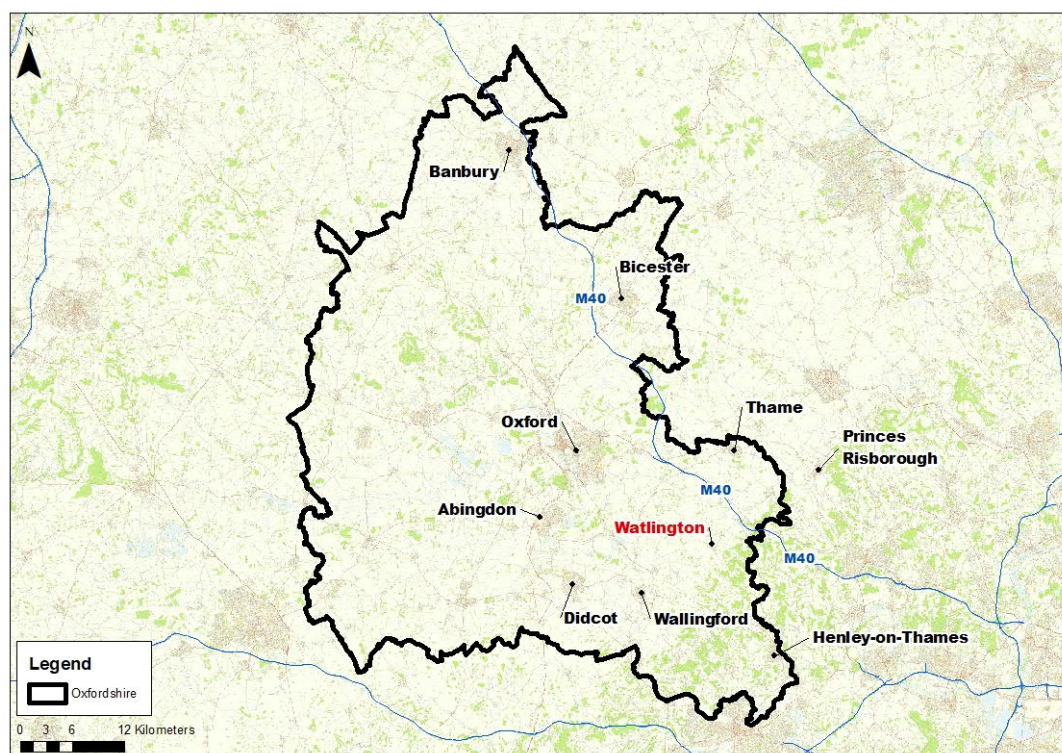 N
Banbury
Bicester
M40
Oxford
Thame
Princes
Risborough
M40
Abingdon
Watlington
M40
Didcot
Wallingford
Henley-on-Thames
Legend
Oxfordshire
0 3 6 12 Kilometers